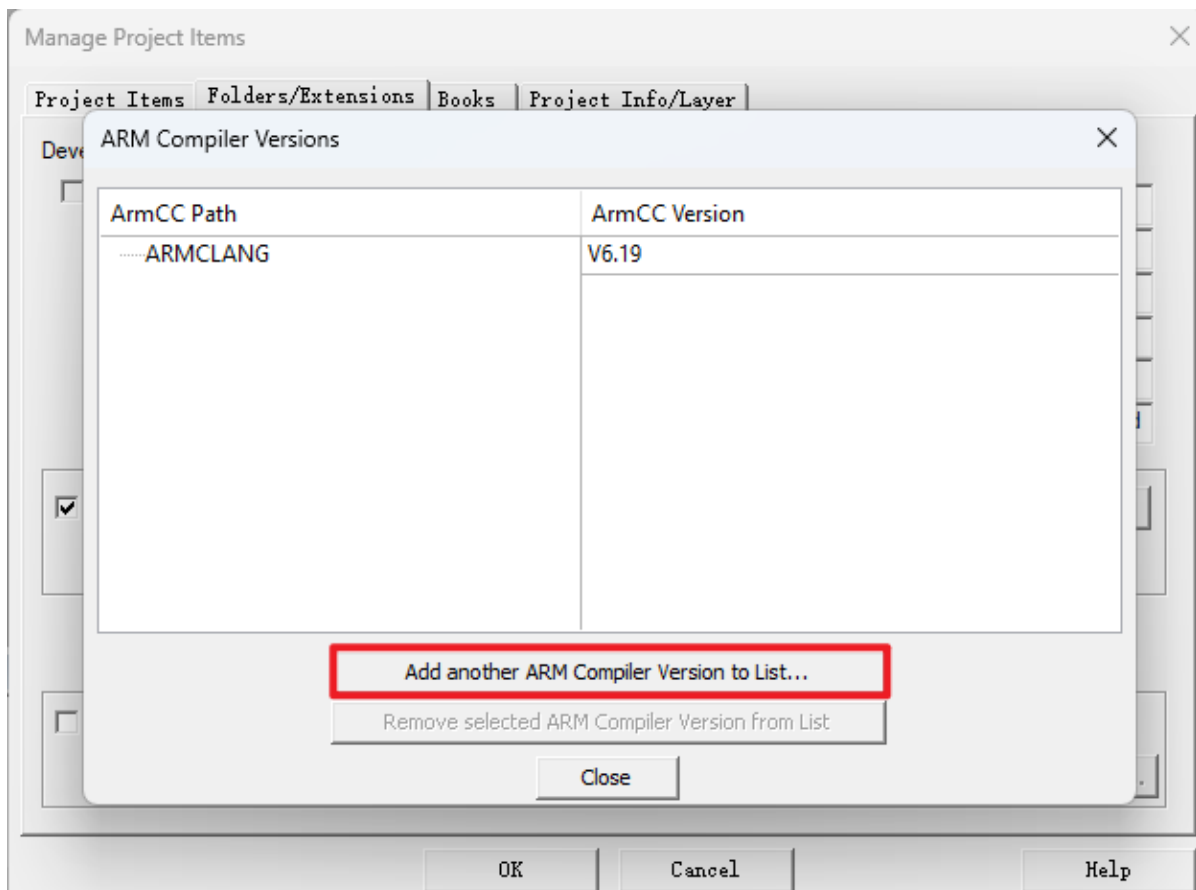 Manage Project Items
Project Items Folders/Extensions Books Project Info/Layer
ARM Compiler Versions
ArmCC Path ArmCC Version
ARMCLANG V6.19
Add another ARM Compiler Version to List...
Remove selected ARM Compiler Version from List
Close
OK Cancel Help